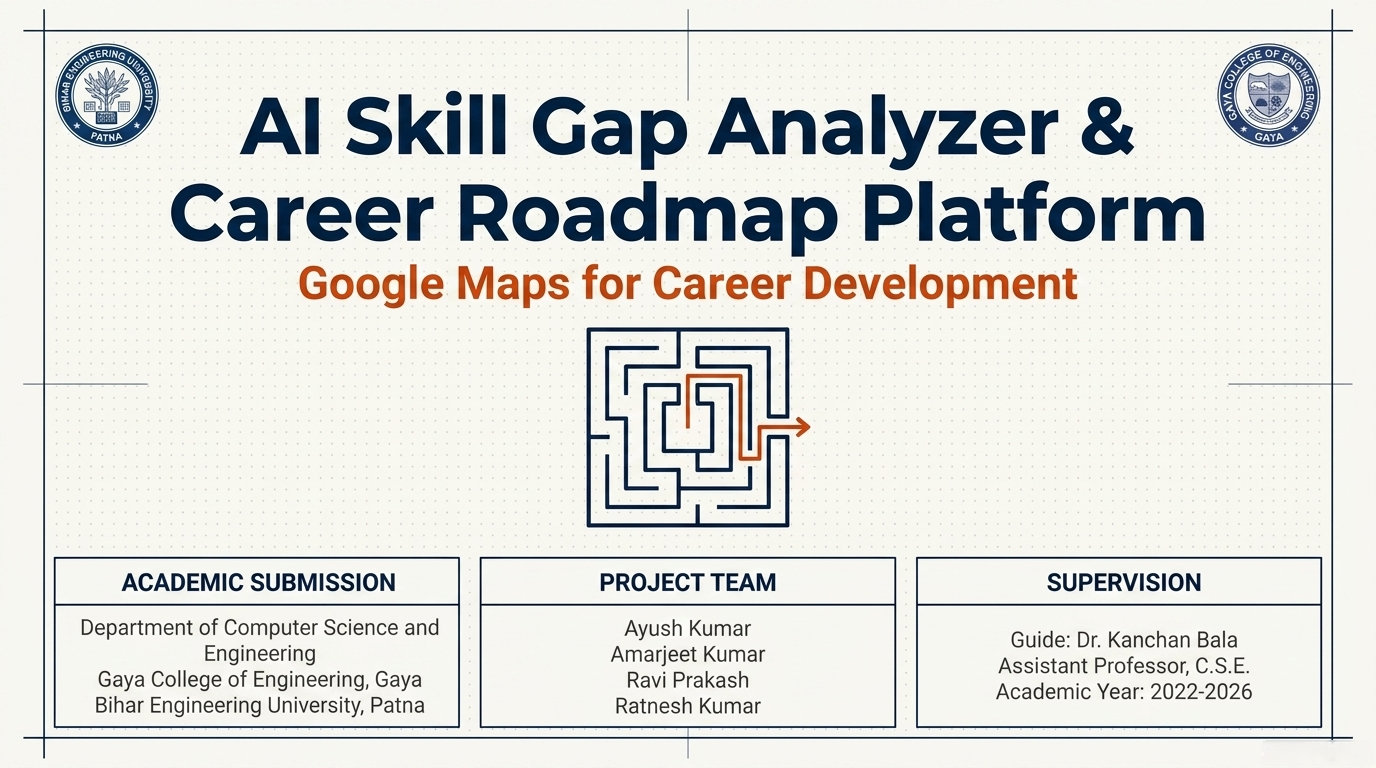 BIHAR ENGINEERING UNIVERSITY
PATNA
GAYA COLLEGE OF ENGINEERING
GAYA
AI Skill Gap Analyzer &
Career Roadmap Platform
Google Maps for Career Development
ACADEMIC SUBMISSION
Department of Computer Science and
Engineering
Gaya College of Engineering, Gaya
Bihar Engineering University, Patna
PROJECT TEAM
Ayush Kumar
Amarjeet Kumar
Ravi Prakash
Ratnesh Kumar
SUPERVISION
Guide: Dr. Kanchan Bala
Assistant Professor, C.S.E.
Academic Year: 2022-2026